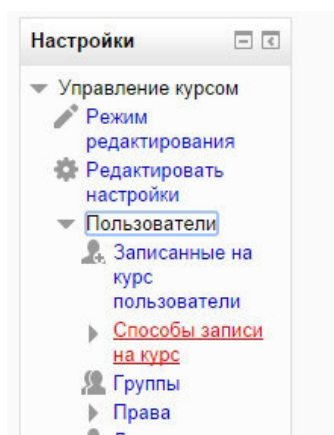 Настройки
Управление курсом
Режим
редактирования
Редактировать
настройки
Пользователи
Записанные на
курс
пользователи
Способы записи
на курс
Группы
Права